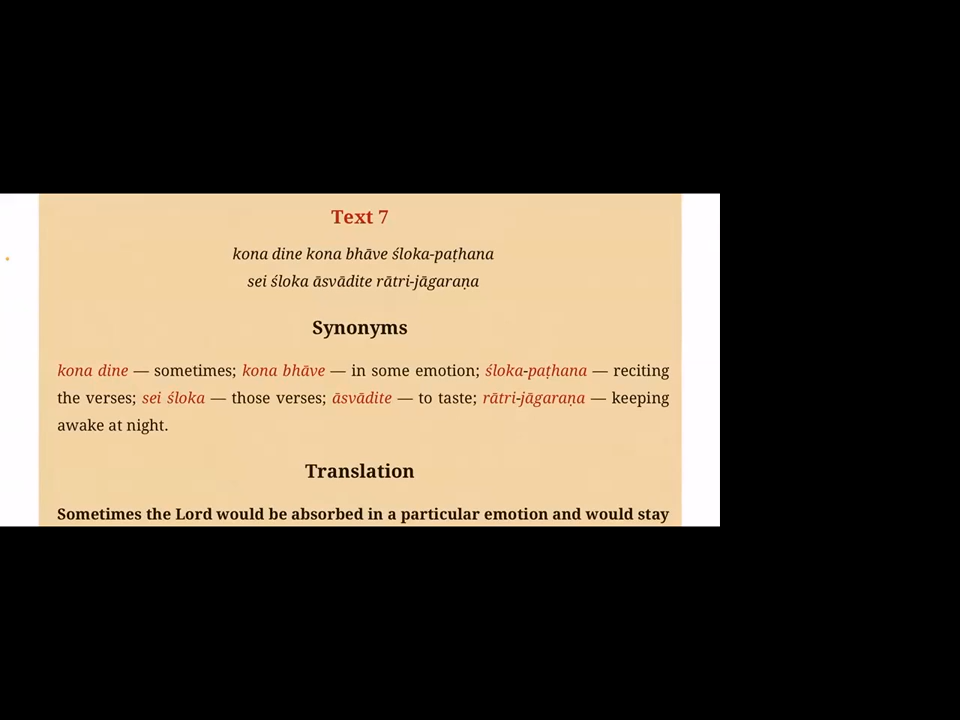 Text 7
kona dine kona bhāve śloka-paṭhana
sei śloka āsvādite rātri-jāgaraṇa
Synonyms
kona dine — sometimes; kona bhāve — in some emotion; śloka-paṭhana — reciting
the verses; sei śloka — those verses; āsvādite — to taste; rātri-jāgaraṇa — keeping
awake at night.
Translation
Sometimes the Lord would be absorbed in a particular emotion and would stay